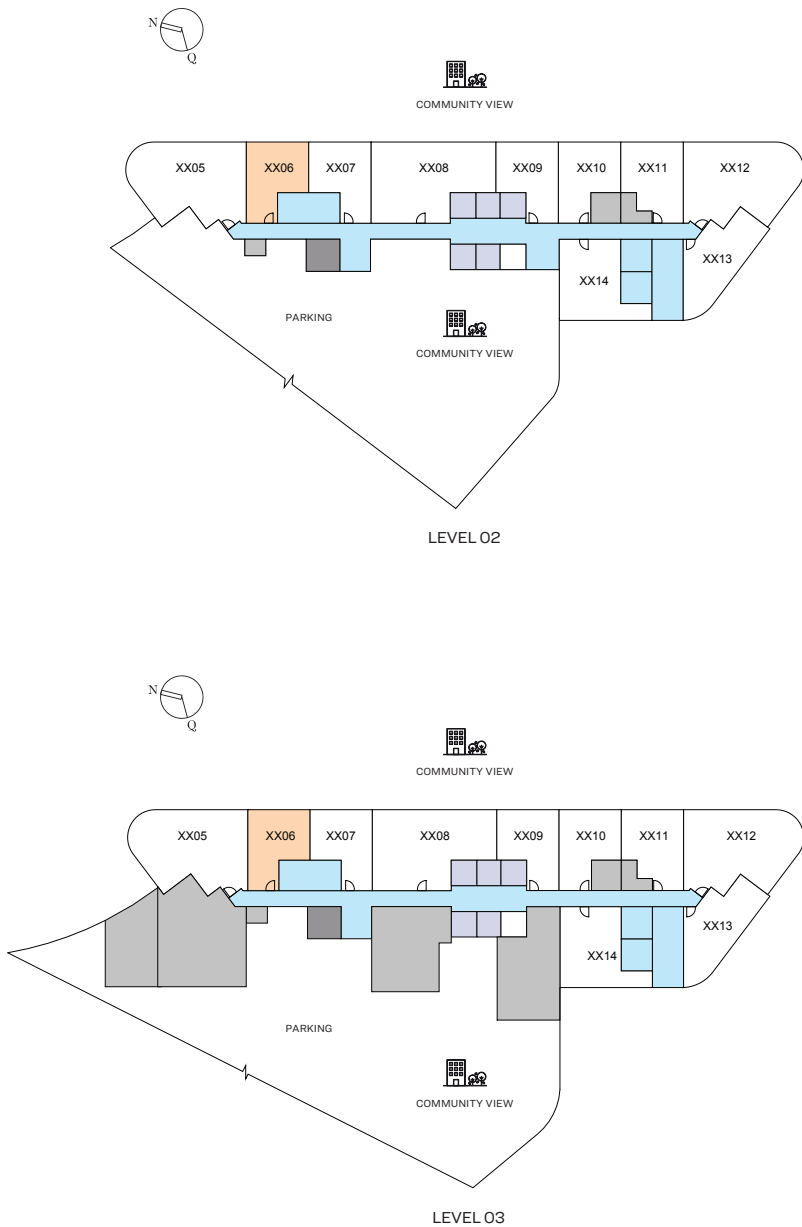 N
Q
COMMUNITY VIEW
XX05
XX06
XX07
XX08
XX09
XX10
XX11
XX12
XX13
XX14
PARKING
COMMUNITY VIEW
LEVEL 02
N
Q
COMMUNITY VIEW
XX05
XX06
XX07
XX08
XX09
XX10
XX11
XX12
XX13
XX14
PARKING
COMMUNITY VIEW
LEVEL 03